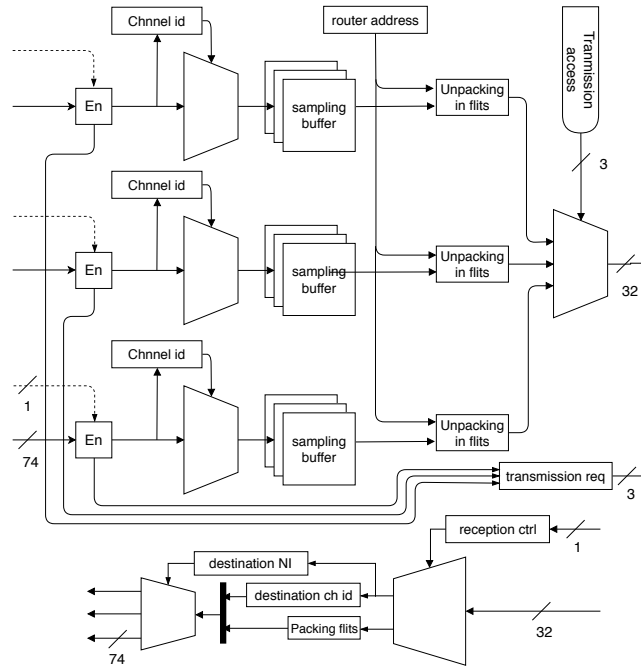 Chnnel id
router address
Tranmission
access
En
sampling
buffer
Unpacking
in flits
3
Chnnel id
En
sampling
buffer
Unpacking
in flits
32
Chnnel id
1
En
74
sampling
buffer
Unpacking
in flits
transmission req
3
reception ctrl
1
destination NI
destination ch id
Packing flits
32
74